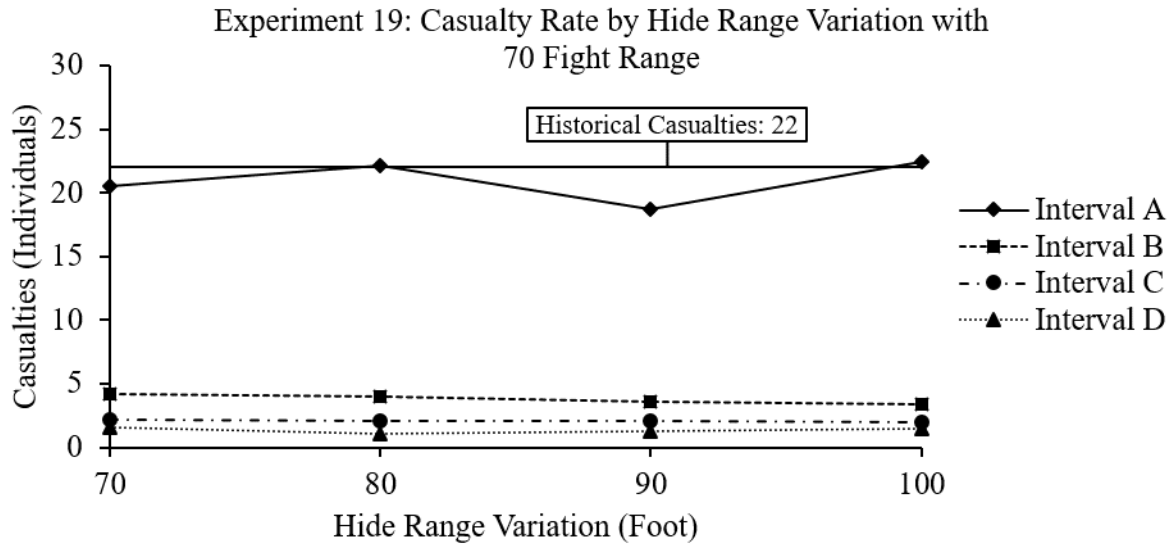 Experiment 19: Casualty Rate by Hide Range Variation with
70 Fight Range
Casualties (Individuals)
30
25
20
15
10
5
0
Historical Casualties: 22
70
80
90
100
Hide Range Variation (Foot)
Interval A
Interval B
Interval C
Interval D